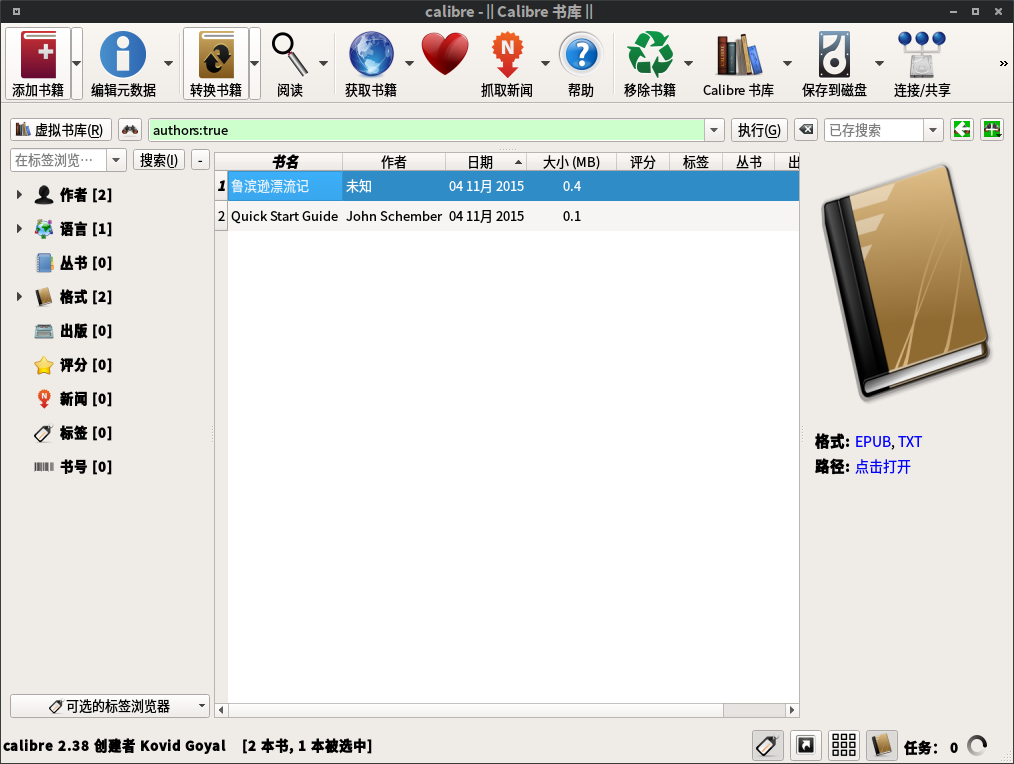 calibre - || Calibre 书库 ||
添加书籍 编辑元数据 转换书籍 阅读 获取书籍 抓取新闻 帮助 移除书籍 Calibre 书库 保存到磁盘 连接/共享 »
虚拟书库(R) authors:true 执行(G) 已存搜索
在标签浏览… 搜索(I) - 书名 作者 日期 大小 (MB) 评分 标签 丛书 出
1 鲁滨逊漂流记 未知 04 11月 2015 0.4
2 Quick Start Guide John Schember 04 11月 2015 0.1
作者 [2]
语言 [1]
丛书 [0]
格式 [2]
出版 [0]
评分 [0]
新闻 [0]
标签 [0]
书号 [0]
格式: EPUB, TXT
路径: 点击打开
可选的标签浏览器
calibre 2.38 创建者 Kovid Goyal [2 本书, 1 本被选中] 任务: 0